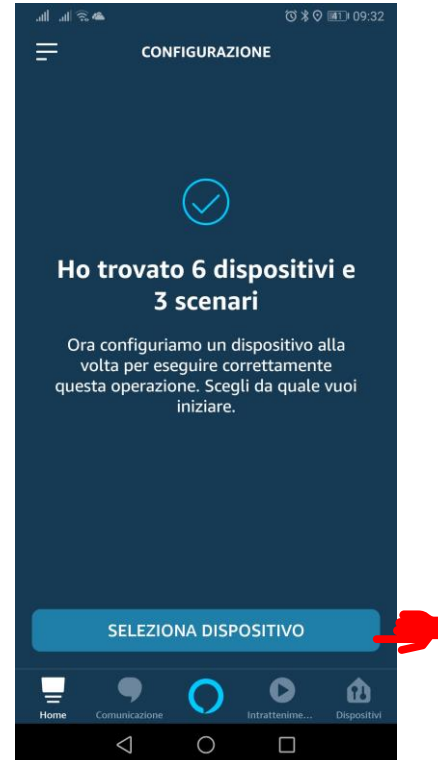 41 09:32
CONFIGURAZIONE
Ho trovato 6 dispositivi e
3 scenari
Ora configuriamo un dispositivo alla
volta per eseguire correttamente
questa operazione. Scegli da quale vuoi
iniziare.
SELEZIONA DISPOSITIVO
Home Comunicazione Intrattenime... Dispositivi